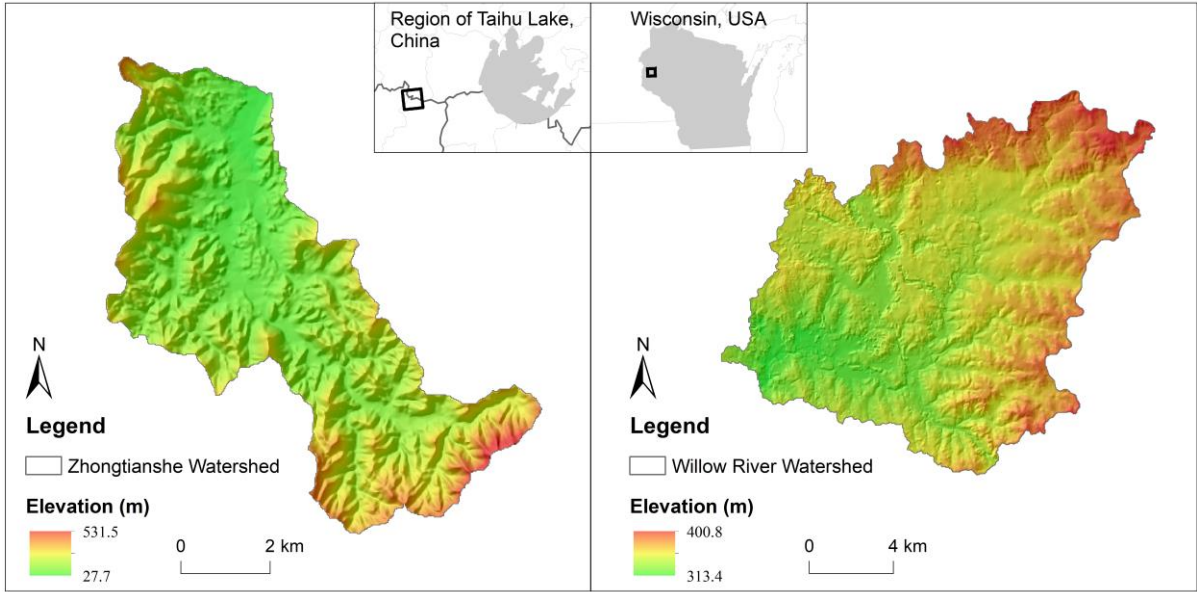 Region of Taihu Lake,
China
N
Legend
Zhongtianshe Watershed
Elevation (m)
531.5
27.7
0 2 km
Wisconsin, USA
N
Legend
Willow River Watershed
Elevation (m)
400.8
313.4
0 4 km